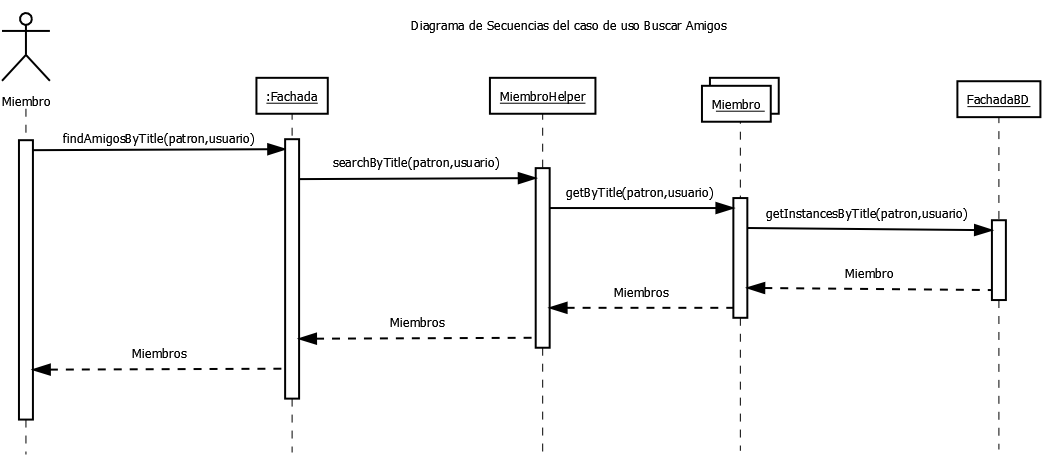 Diagrama de Secuencias del caso de uso Buscar Amigos
Miembro
:Fachada
MiembroHelper
Miembro
FachadaBD
findAmigosByTitle(patron,usuario)
searchByTitle(patron,usuario)
getByTitle(patron,usuario)
getInstancesByTitle(patron,usuario)
Miembro
Miembros
Miembros
Miembros